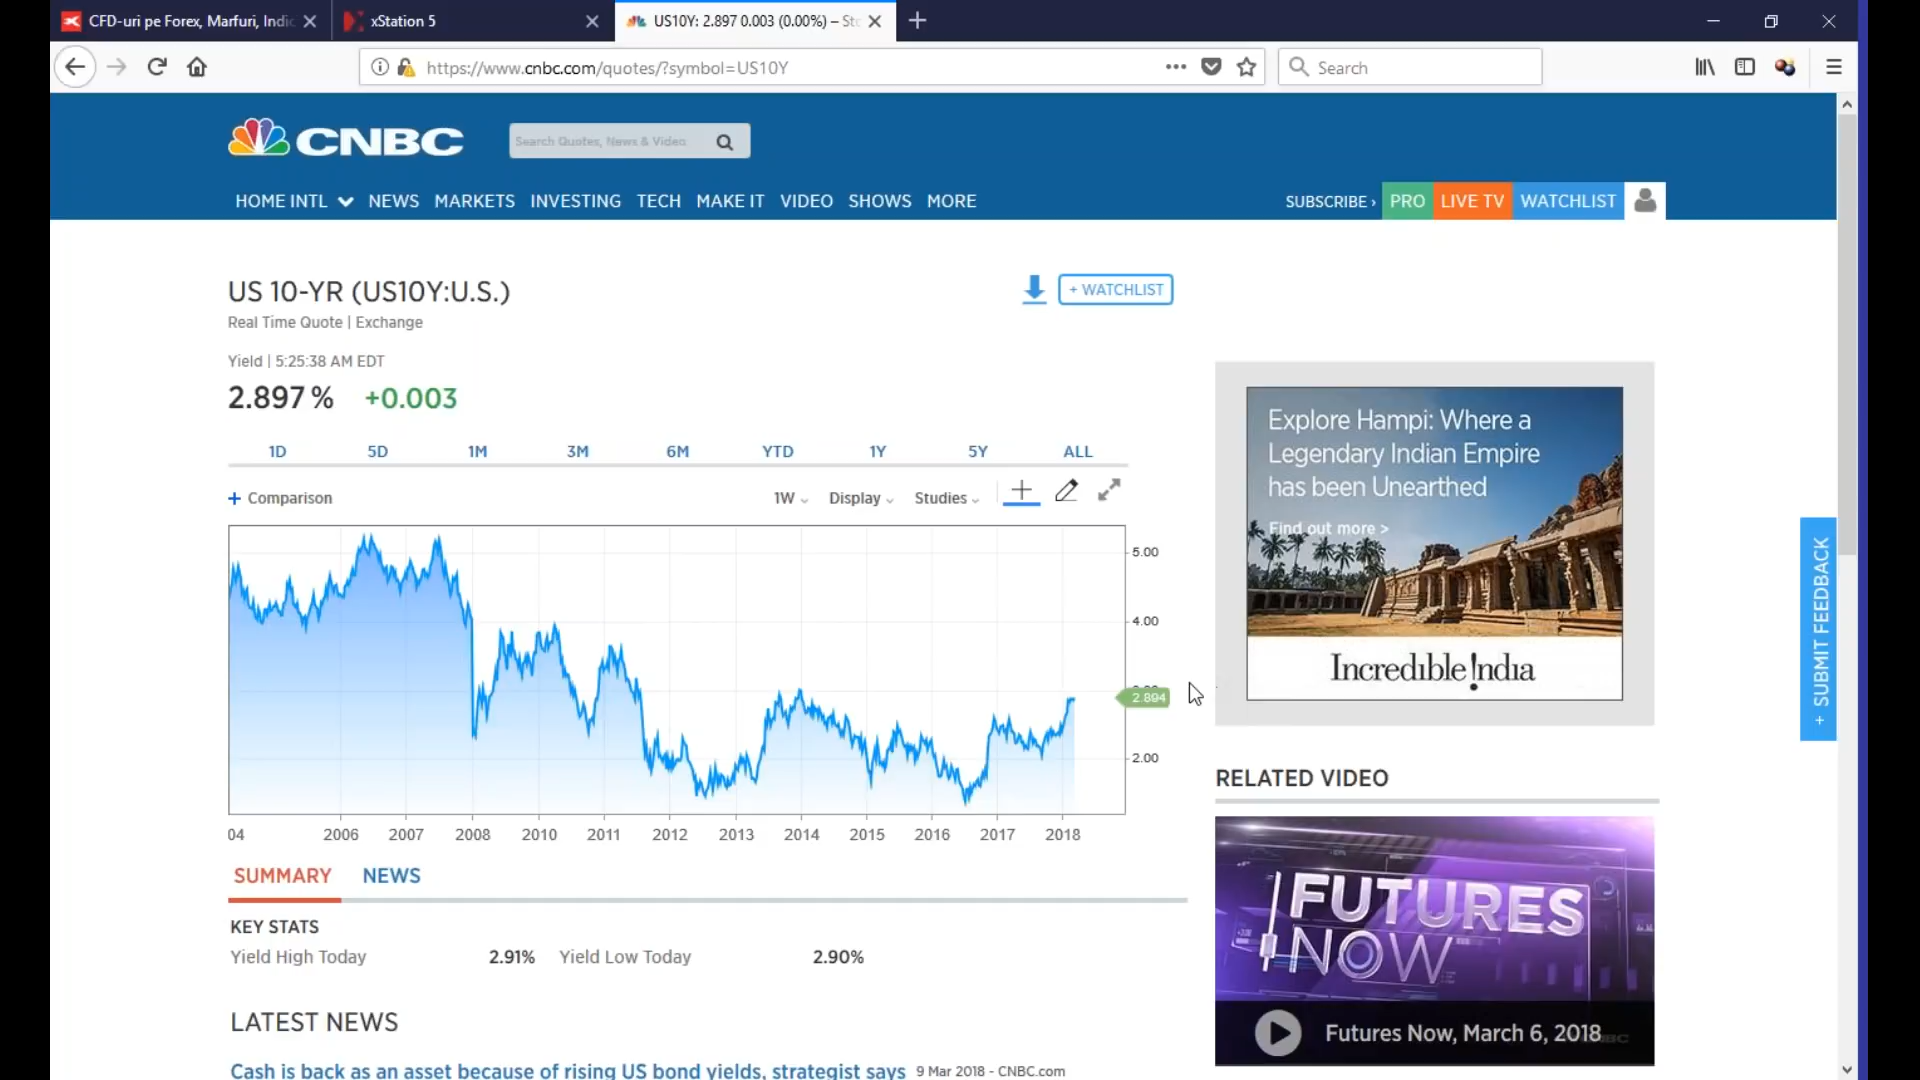 CFD-uri pe Forex, Marfuri, Indic
xStation 5
US10Y: 2.897 0.003 (0.00%) – Sto
https://www.cnbc.com/quotes/?symbol=US10Y
Search
CNBC
Search Quotes, News & Video
HOME INTL NEWS MARKETS INVESTING TECH MAKE IT VIDEO SHOWS MORE
SUBSCRIBE › PRO LIVE TV WATCHLIST
US 10-YR (US10Y:U.S.)
+ WATCHLIST
Real Time Quote | Exchange
Yield | 5:25:38 AM EDT
2.897 % +0.003
1D 5D 1M 3M 6M YTD 1Y 5Y ALL
+ Comparison
1W Display Studies
5.00
4.00
2.894
2.00
04 2006 2007 2008 2010 2011 2012 2013 2014 2015 2016 2017 2018
Explore Hampi: Where a
Legendary Indian Empire
has been Unearthed
Find out more >
Incredible !ndia
+ SUBMIT FEEDBACK
RELATED VIDEO
FUTURES
NOW
Futures Now, March 6, 2018
SUMMARY NEWS
KEY STATS
Yield High Today 2.91% Yield Low Today 2.90%
LATEST NEWS
Cash is back as an asset because of rising US bond yields, strategist says 9 Mar 2018 - CNBC.com